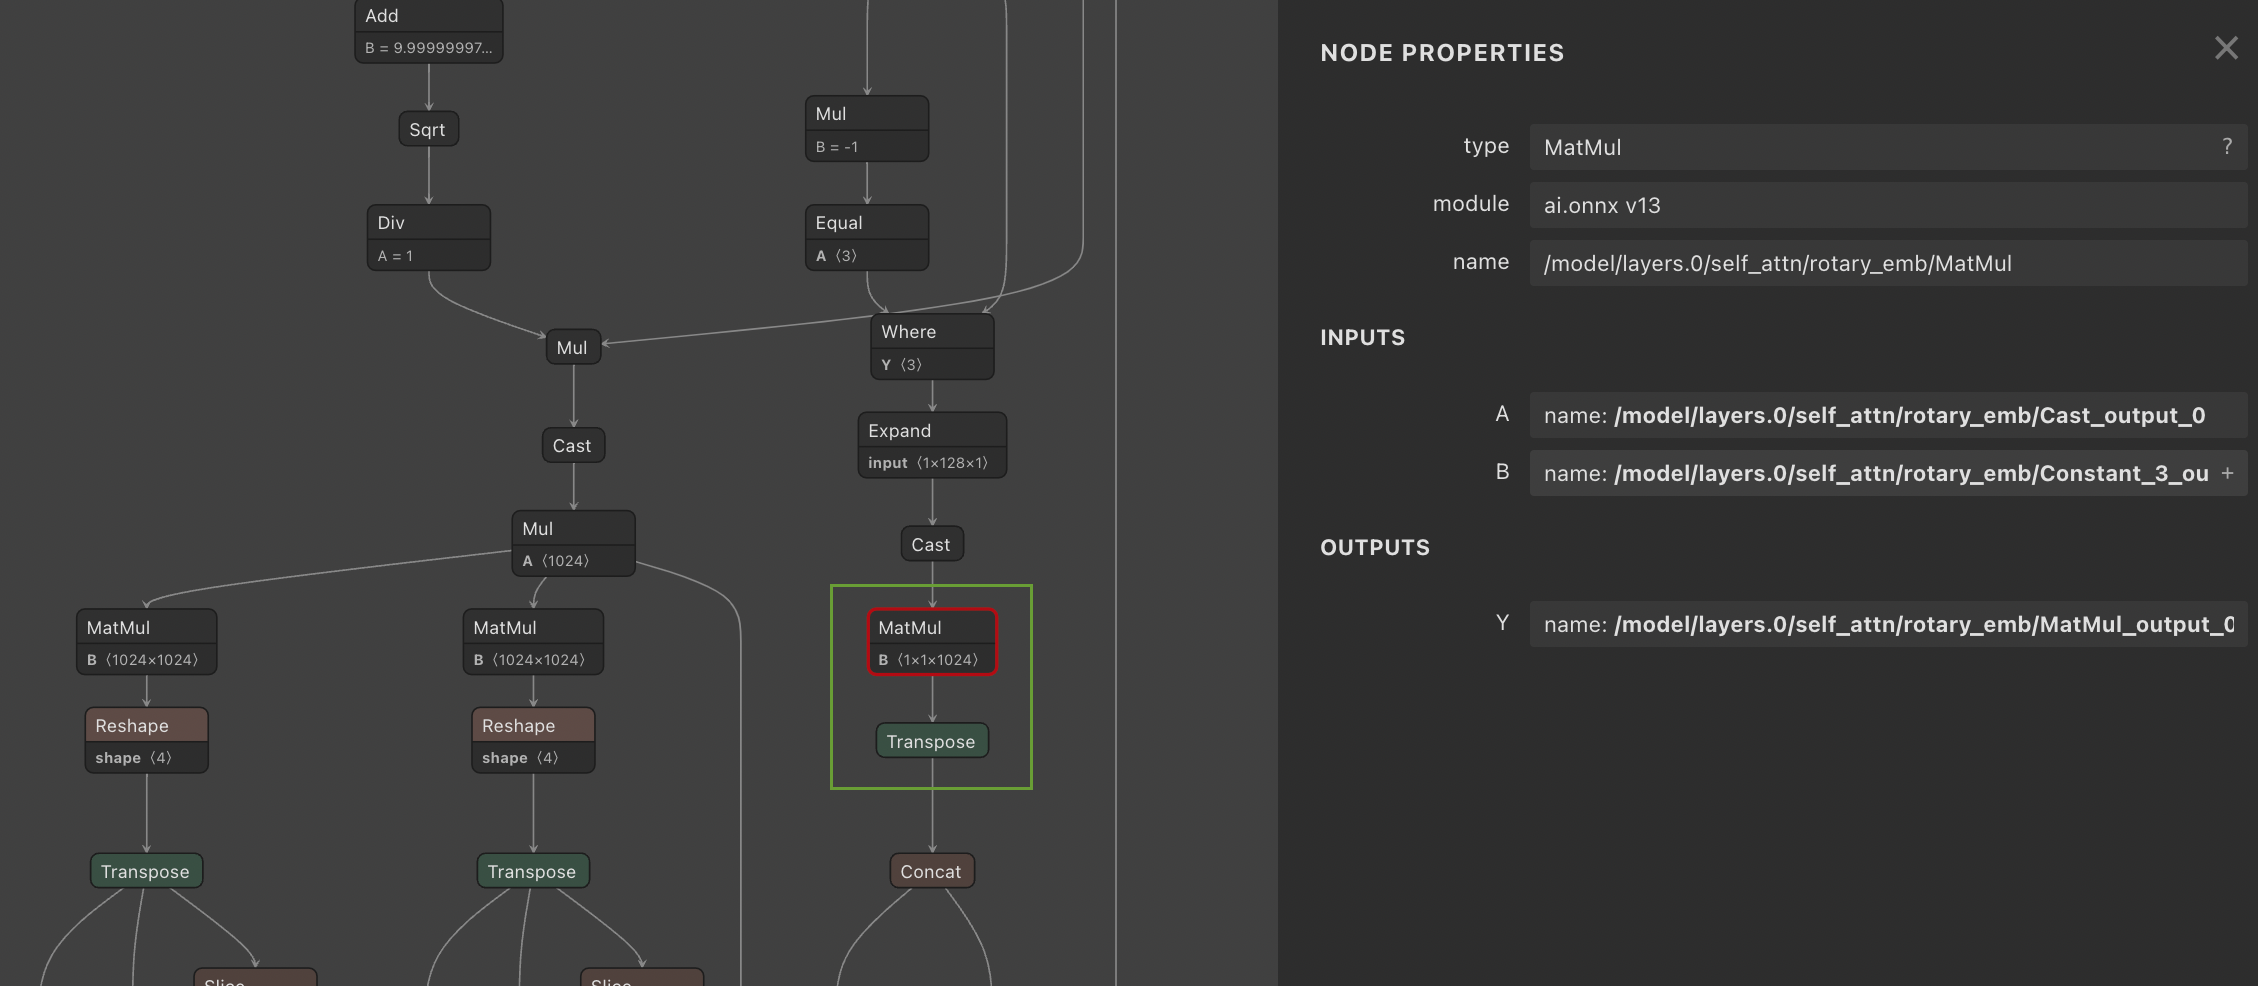 Add
B = 9.99999997...
Sqrt
Mul
B = -1
Div
A = 1
Equal
A ⟨3⟩
Mul
Where
Y ⟨3⟩
Cast
Expand
input ⟨1×128×1⟩
Mul
A ⟨1024⟩
Cast
MatMul
B ⟨1024×1024⟩
MatMul
B ⟨1024×1024⟩
MatMul
B ⟨1×1×1024⟩
Reshape
shape ⟨4⟩
Reshape
shape ⟨4⟩
Transpose
Transpose
Transpose
Concat
Slice
Slice
NODE PROPERTIES
type MatMul ?
module ai.onnx v13
name /model/layers.0/self_attn/rotary_emb/MatMul
INPUTS
A name: /model/layers.0/self_attn/rotary_emb/Cast_output_0
B name: /model/layers.0/self_attn/rotary_emb/Constant_3_ou +
OUTPUTS
Y name: /model/layers.0/self_attn/rotary_emb/MatMul_output_0